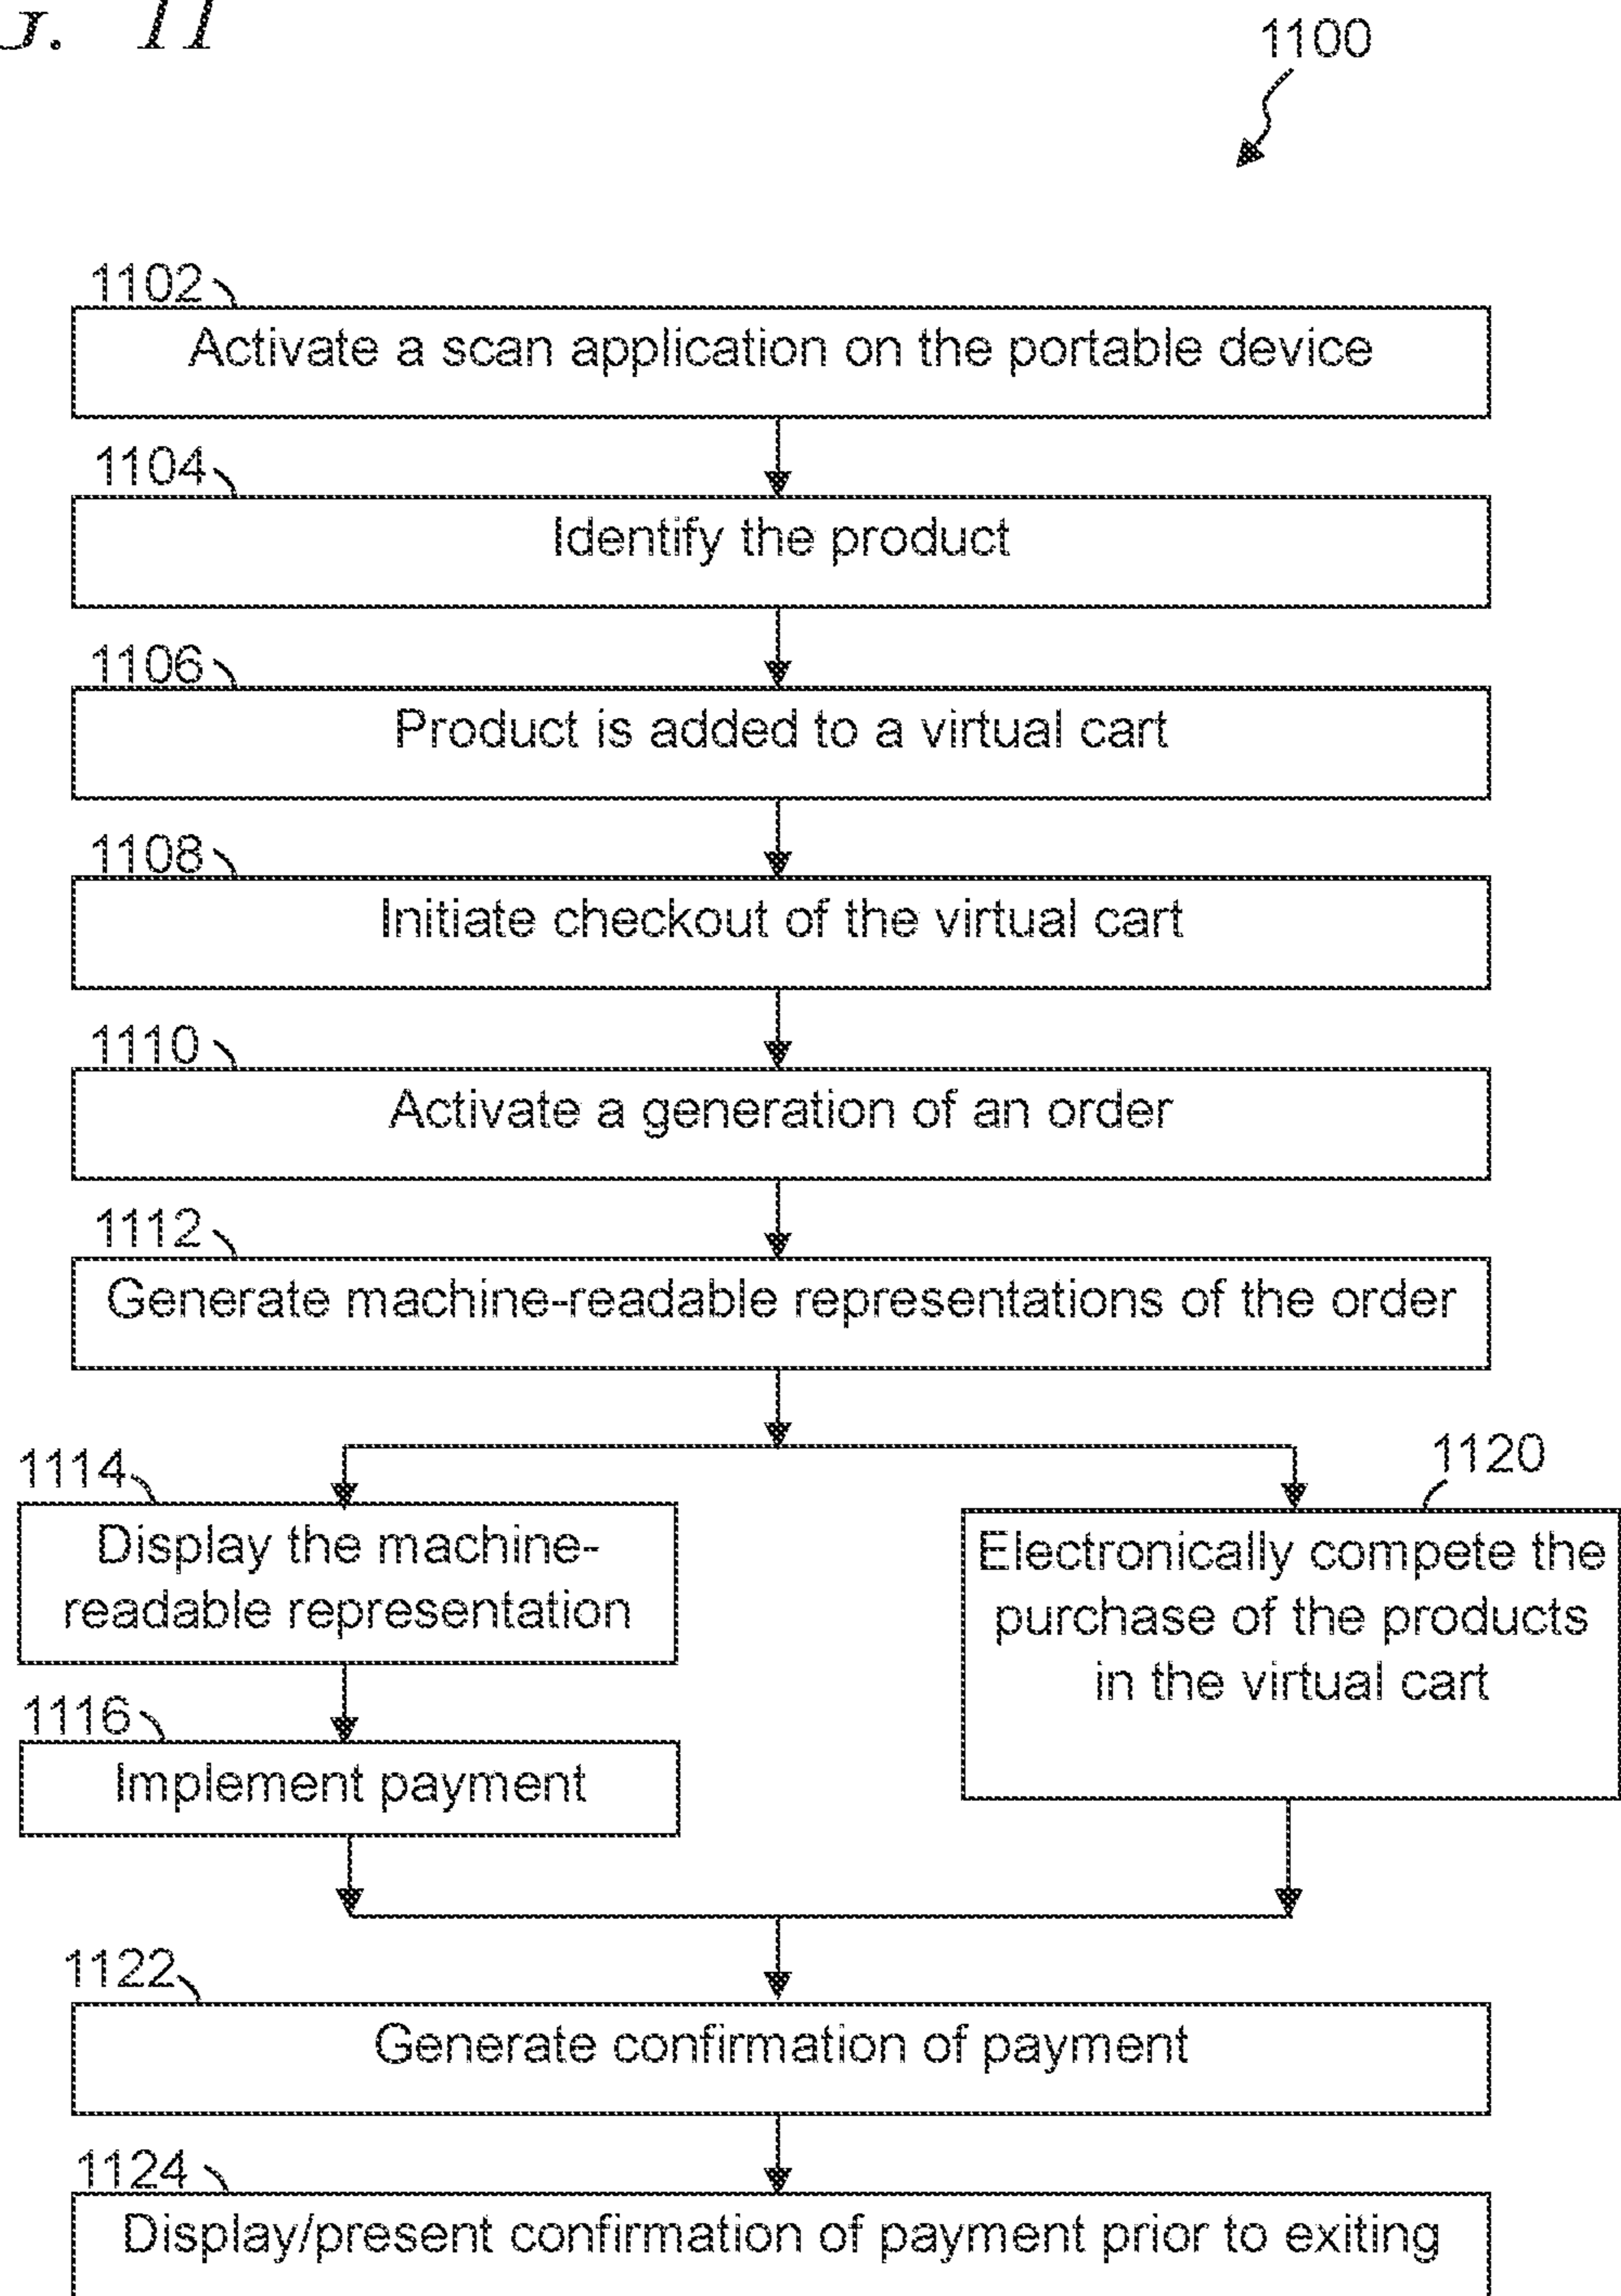 . 11
1100
1102
Activate a scan application on the portable device
1104
Identify the product
1106
Product is added to a virtual cart
1108
Initiate checkout of the virtual cart
1110
Activate a generation of an order
1112
Generate machine-readable representations of the order
1114
Display the machine-
readable representation
1120
Electronically compete the
purchase of the products
in the virtual cart
1116
Implement payment
1122
Generate confirmation of payment
1124
Display/present confirmation of payment prior to exiting